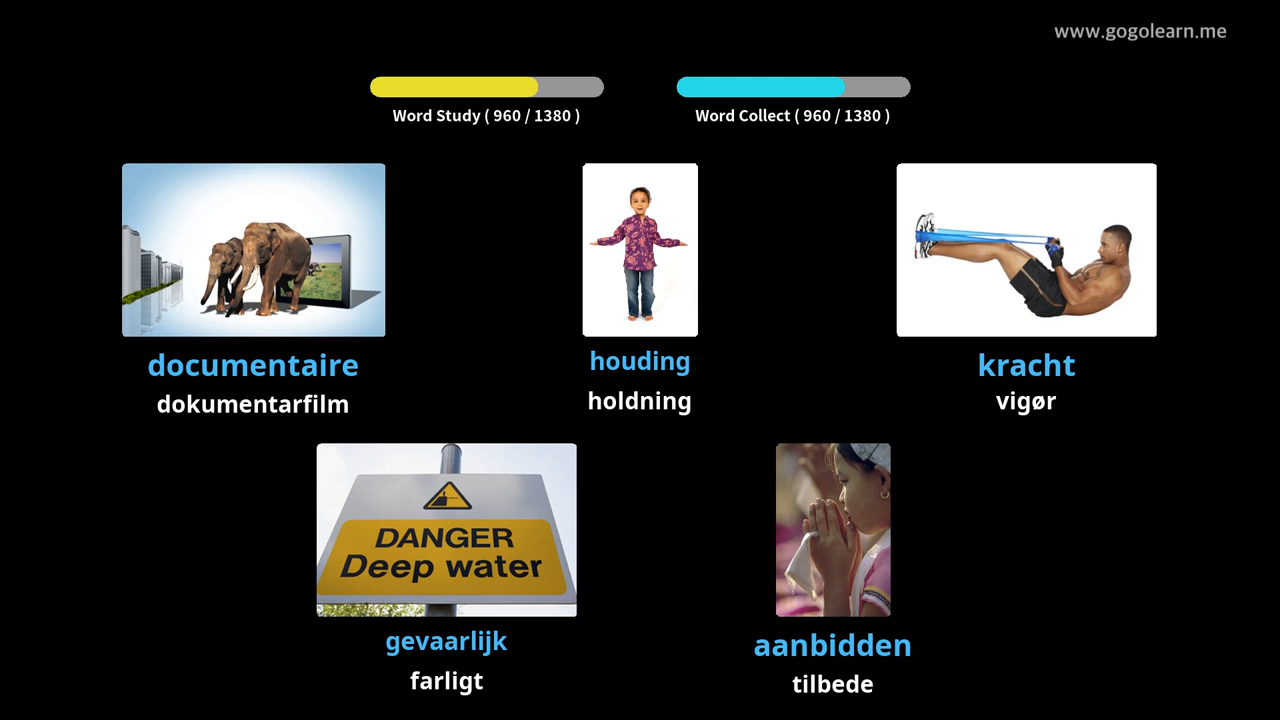 www.gogolearn.me
Word Study ( 960 / 1380 )
Word Collect ( 960 / 1380 )
documentaire
dokumentarfilm
houding
holdning
kracht
vigør
DANGER
Deep water
gevaarlijk
farligt
aanbidden
tilbede